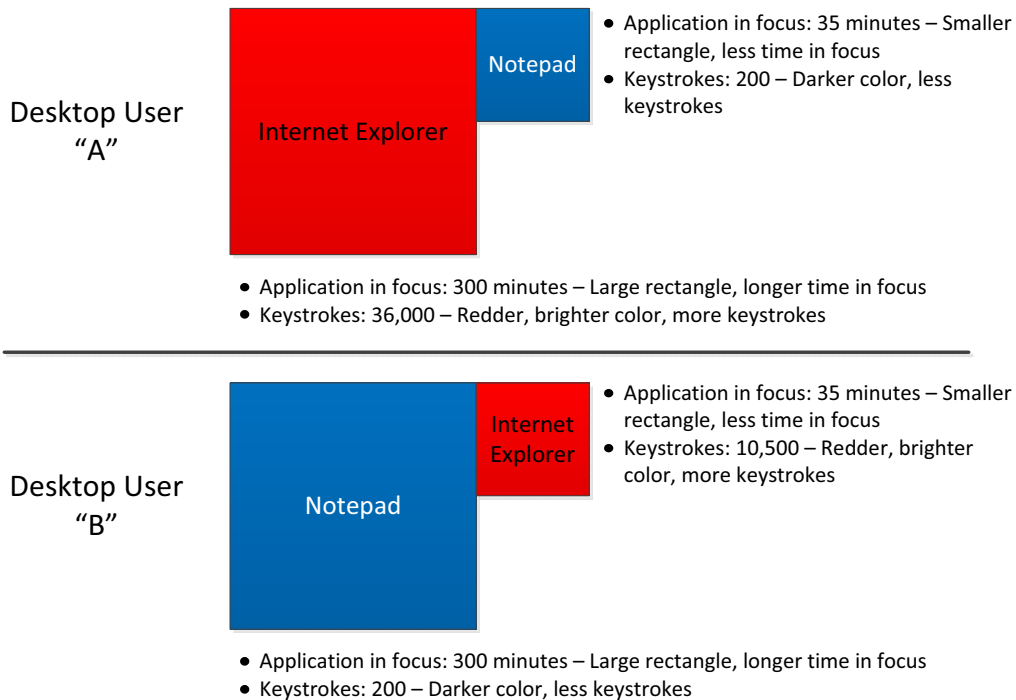 Desktop User
“A”
Internet Explorer
Notepad
• Application in focus: 35 minutes – Smaller
rectangle, less time in focus
• Keystrokes: 200 – Darker color, less
keystrokes
• Application in focus: 300 minutes – Large rectangle, longer time in focus
• Keystrokes: 36,000 – Redder, brighter color, more keystrokes
Desktop User
“B”
Notepad
Internet
Explorer
• Application in focus: 35 minutes – Smaller
rectangle, less time in focus
• Keystrokes: 10,500 – Redder, brighter
color, more keystrokes
• Application in focus: 300 minutes – Large rectangle, longer time in focus
• Keystrokes: 200 – Darker color, less keystrokes